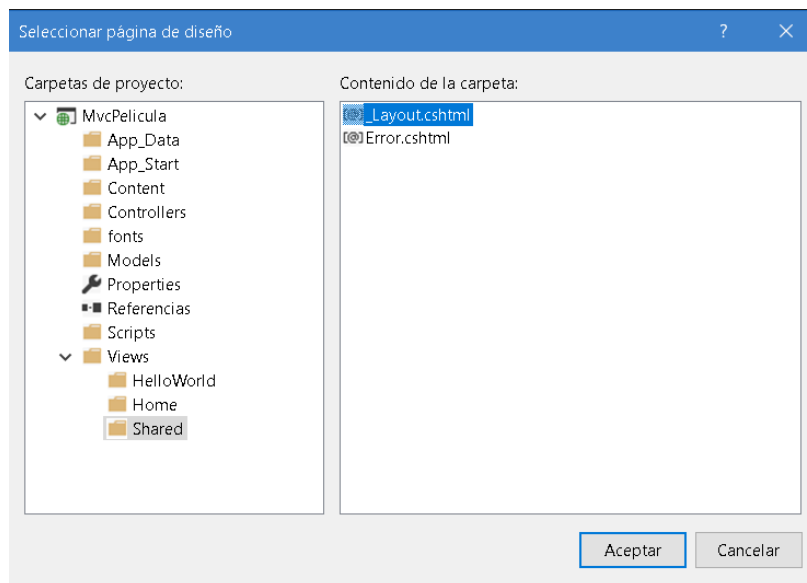 Seleccionar página de diseño
Carpetas de proyecto:
MvcPelicula
App_Data
App_Start
Content
Controllers
fonts
Models
Properties
Referencias
Scripts
Views
HelloWorld
Home
Shared
Contenido de la carpeta:
[@] _Layout.cshtml
[@] Error.cshtml
Aceptar
Cancelar